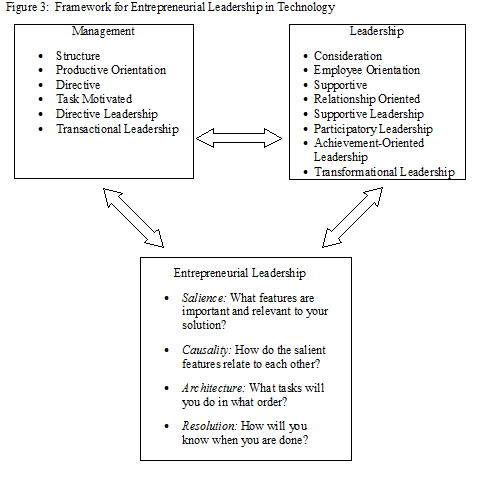 Figure 3:  Framework for Entrepreneurial Leadership in Technology
Management
• Structure
• Productive Orientation
• Directive
• Task Motivated
• Directive Leadership
• Transactional Leadership
Leadership
• Consideration
• Employee Orientation
• Supportive
• Relationship Oriented
• Supportive Leadership
• Participatory Leadership
• Achievement-Oriented
Leadership
• Transformational Leadership
Entrepreneurial Leadership
• Salience: What features are
important and relevant to your
solution?
• Causality: How do the salient
features relate to each other?
• Architecture: What tasks will
you do in what order?
• Resolution: How will you
know when you are done?